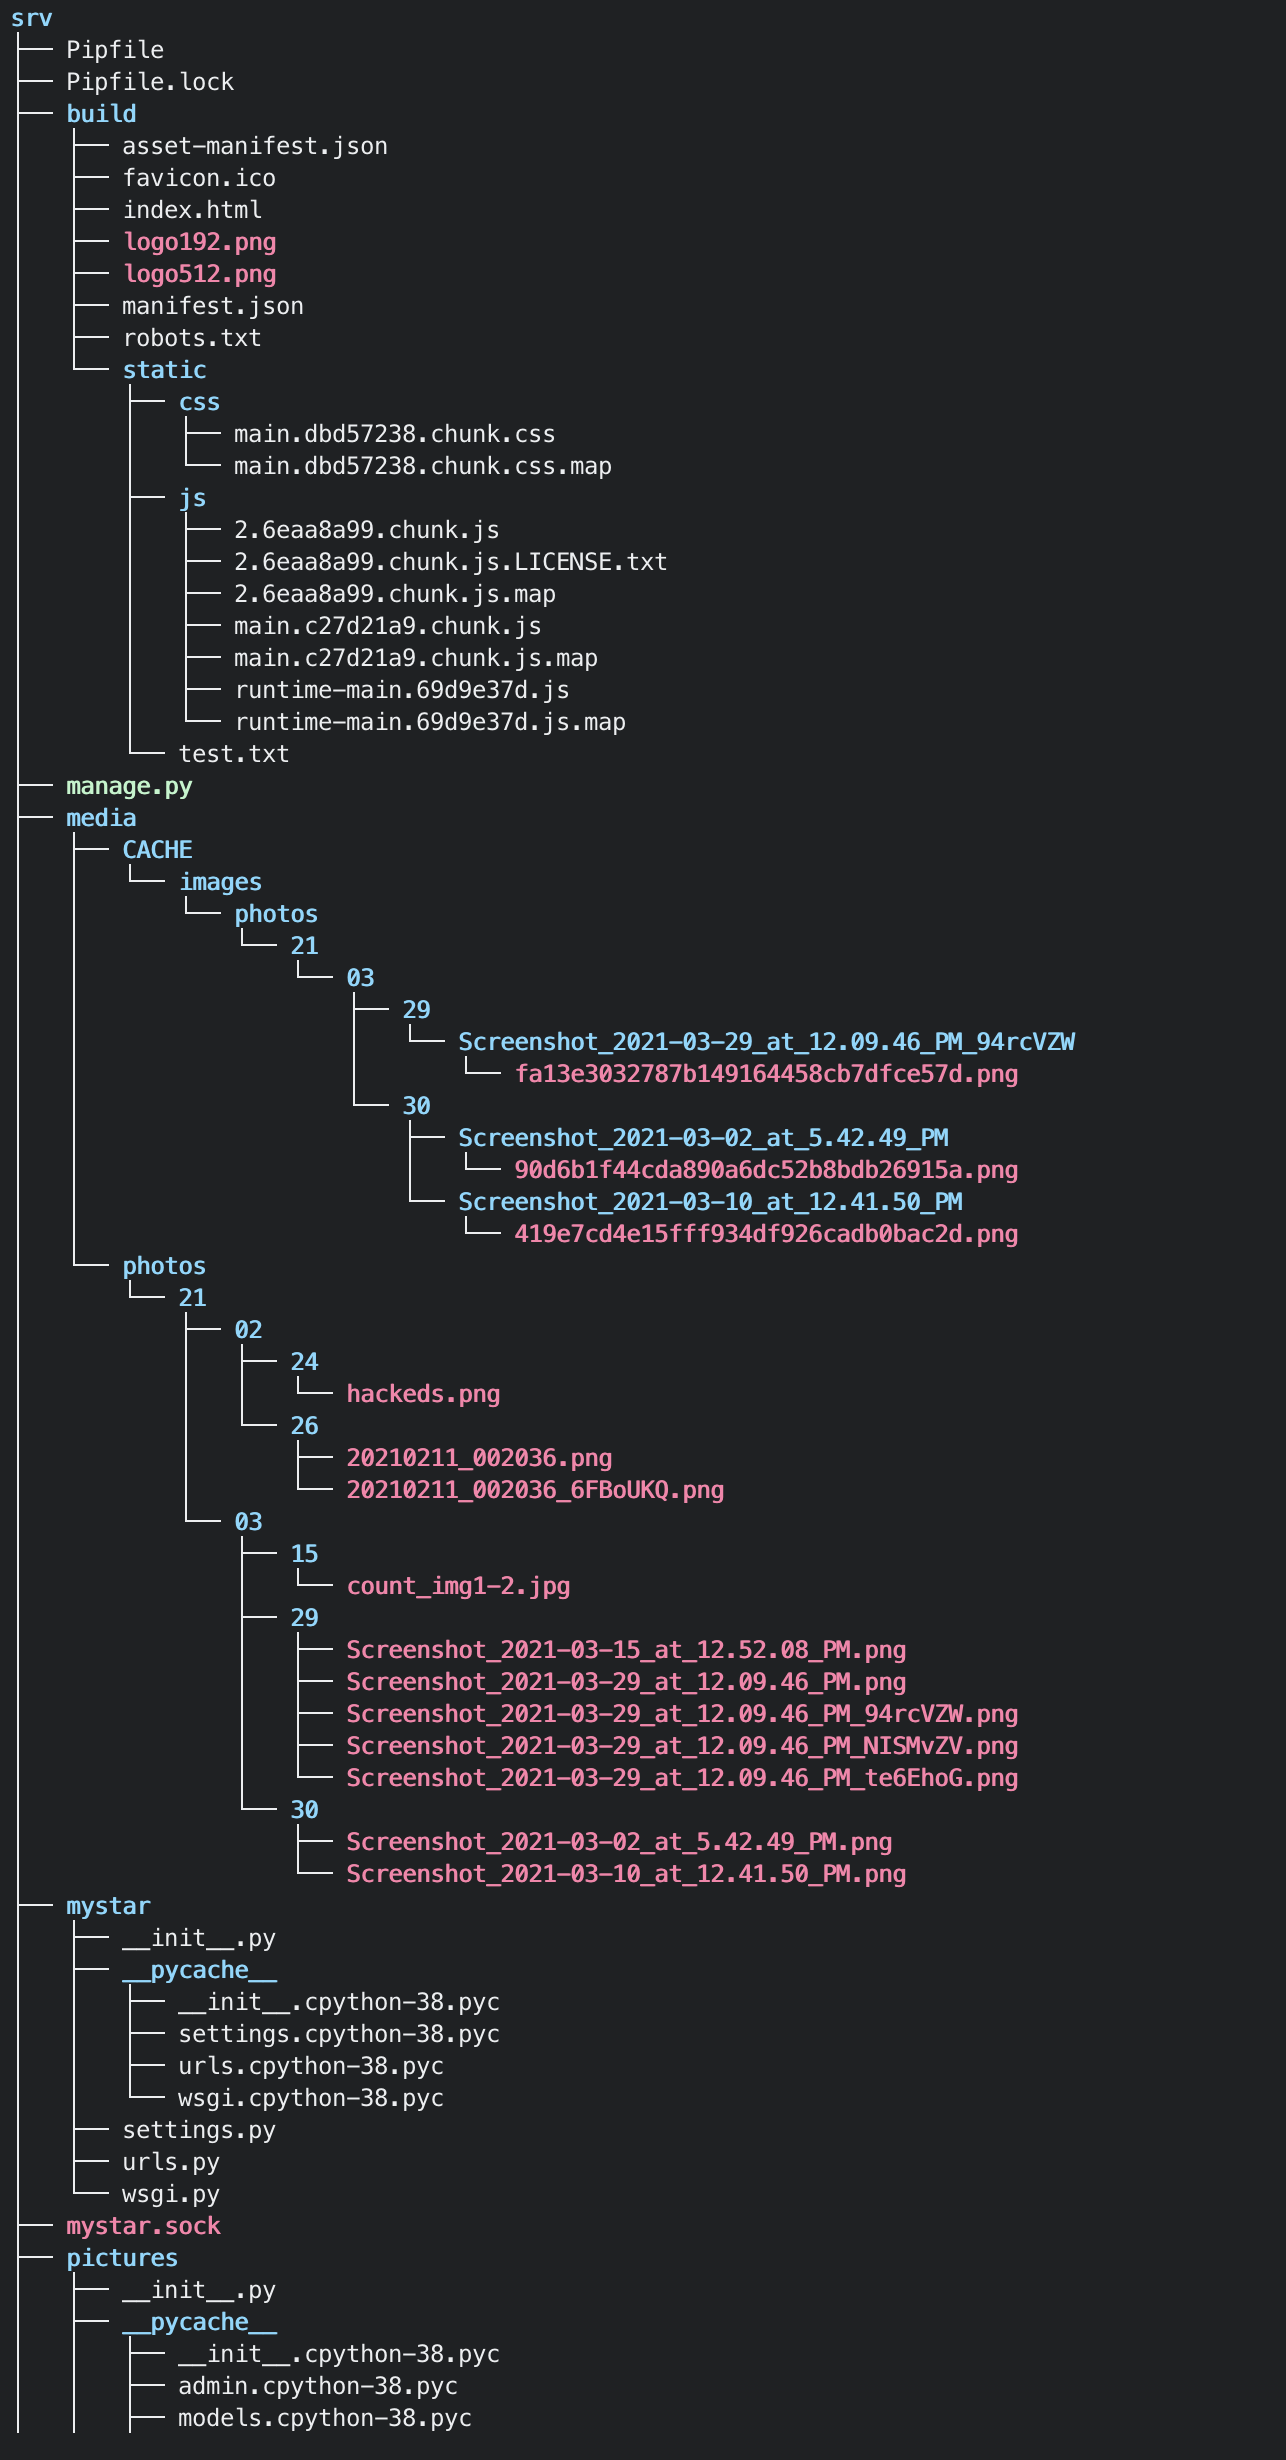 srv
├── Pipfile
├── Pipfile.lock
├── build
│   ├── asset-manifest.json
│   ├── favicon.ico
│   ├── index.html
│   ├── logo192.png
│   ├── logo512.png
│   ├── manifest.json
│   ├── robots.txt
│   └── static
│       ├── css
│       │   ├── main.dbd57238.chunk.css
│       │   └── main.dbd57238.chunk.css.map
│       ├── js
│       │   ├── 2.6eaa8a99.chunk.js
│       │   ├── 2.6eaa8a99.chunk.js.LICENSE.txt
│       │   ├── 2.6eaa8a99.chunk.js.map
│       │   ├── main.c27d21a9.chunk.js
│       │   ├── main.c27d21a9.chunk.js.map
│       │   ├── runtime-main.69d9e37d.js
│       │   └── runtime-main.69d9e37d.js.map
│       └── test.txt
├── manage.py
├── media
│   ├── CACHE
│   │   └── images
│   │       └── photos
│   │           └── 21
│   │               └── 03
│   │                   ├── 29
│   │                   │   └── Screenshot_2021-03-29_at_12.09.46_PM_94rcVZW
│   │                   │       └── fa13e3032787b149164458cb7dfce57d.png
│   │                   └── 30
│   │                       ├── Screenshot_2021-03-02_at_5.42.49_PM
│   │                       │   └── 90d6b1f44cda890a6dc52b8bdb26915a.png
│   │                       └── Screenshot_2021-03-10_at_12.41.50_PM
│   │                           └── 419e7cd4e15fff934df926cadb0bac2d.png
│   └── photos
│       └── 21
│           ├── 02
│           │   ├── 24
│           │   │   └── hackeds.png
│           │   └── 26
│           │       ├── 20210211_002036.png
│           │       └── 20210211_002036_6FBoUKQ.png
│           └── 03
│               ├── 15
│               │   └── count_img1-2.jpg
│               ├── 29
│               │   ├── Screenshot_2021-03-15_at_12.52.08_PM.png
│               │   ├── Screenshot_2021-03-29_at_12.09.46_PM.png
│               │   ├── Screenshot_2021-03-29_at_12.09.46_PM_94rcVZW.png
│               │   ├── Screenshot_2021-03-29_at_12.09.46_PM_NISMvZV.png
│               │   └── Screenshot_2021-03-29_at_12.09.46_PM_te6EhoG.png
│               └── 30
│                   ├── Screenshot_2021-03-02_at_5.42.49_PM.png
│                   └── Screenshot_2021-03-10_at_12.41.50_PM.png
├── mystar
│   ├── __init__.py
│   ├── __pycache__
│   │   ├── __init__.cpython-38.pyc
│   │   ├── settings.cpython-38.pyc
│   │   ├── urls.cpython-38.pyc
│   │   └── wsgi.cpython-38.pyc
│   ├── settings.py
│   ├── urls.py
│   └── wsgi.py
├── mystar.sock
├── pictures
│   ├── __init__.py
│   ├── __pycache__
│   │   ├── __init__.cpython-38.pyc
│   │   ├── admin.cpython-38.pyc
│   │   ├── models.cpython-38.pyc